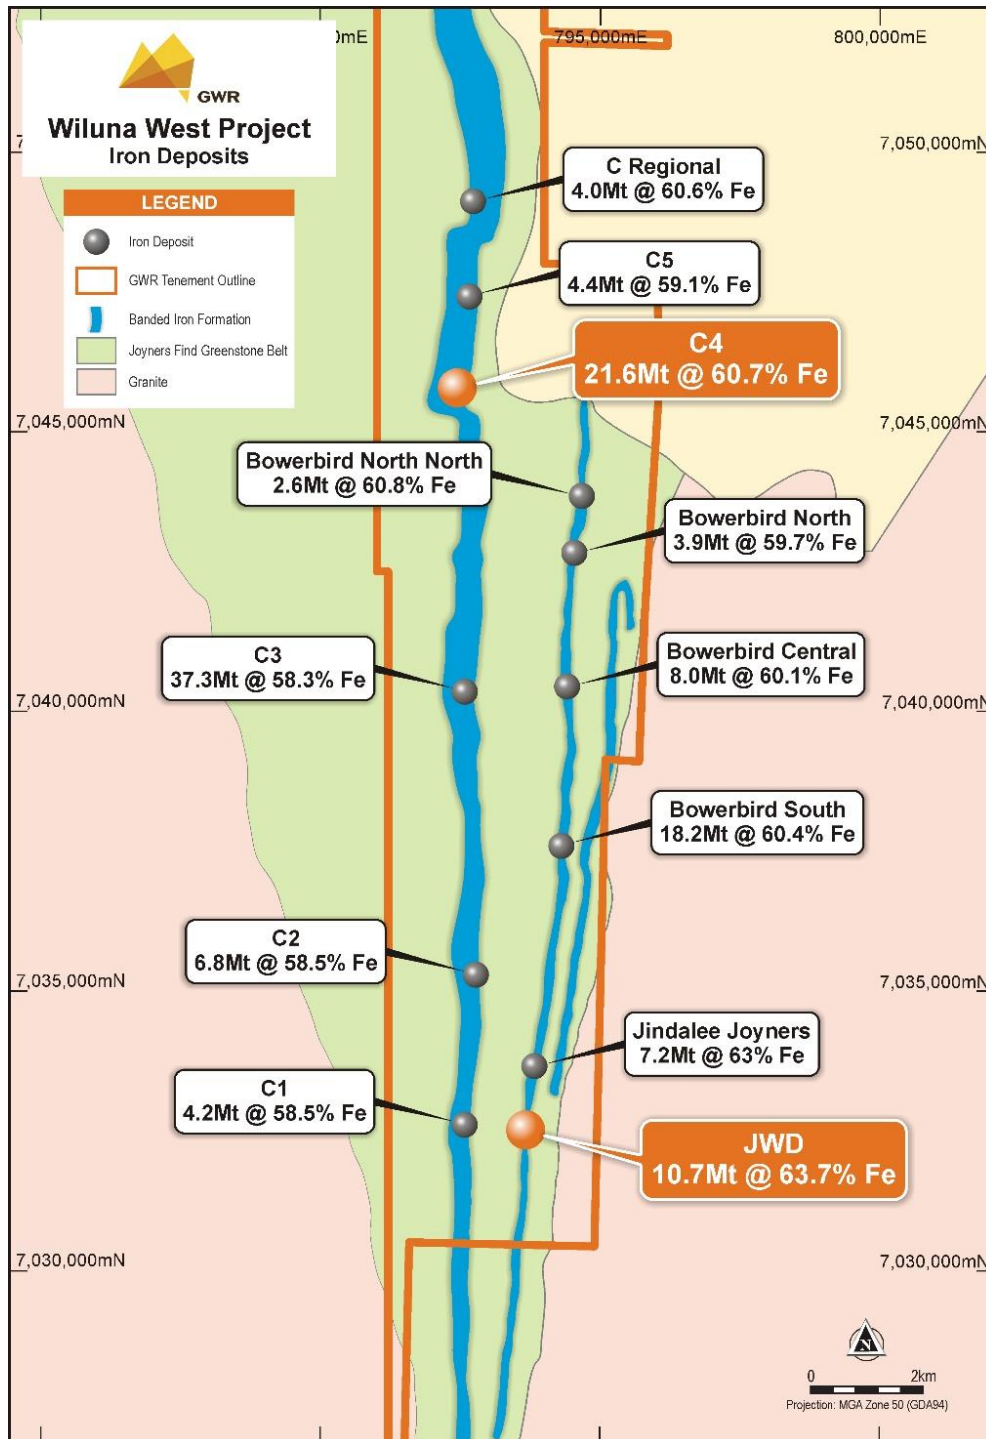 GWR
Wiluna West Project
Iron Deposits
LEGEND
Iron Deposit
GWR Tenement Outline
Banded Iron Formation
Joyners Find Greenstone Belt
Granite
795,000mE
800,000mE
7,050,000mN
C Regional
4.0Mt @ 60.6% Fe
C5
4.4Mt @ 59.1% Fe
C4
21.6Mt @ 60.7% Fe
7,045,000mN
7,045,000mN
Bowerbird North North
2.6Mt @ 60.8% Fe
Bowerbird North
3.9Mt @ 59.7% Fe
C3
37.3Mt @ 58.3% Fe
Bowerbird Central
8.0Mt @ 60.1% Fe
7,040,000mN
7,040,000mN
Bowerbird South
18.2Mt @ 60.4% Fe
C2
6.8Mt @ 58.5% Fe
7,035,000mN
7,035,000mN
Jindalee Joyners
7.2Mt @ 63% Fe
C1
4.2Mt @ 58.5% Fe
JWD
10.7Mt @ 63.7% Fe
7,030,000mN
7,030,000mN
N
0 2km
Projection: MGA Zone 50 (GDA94)